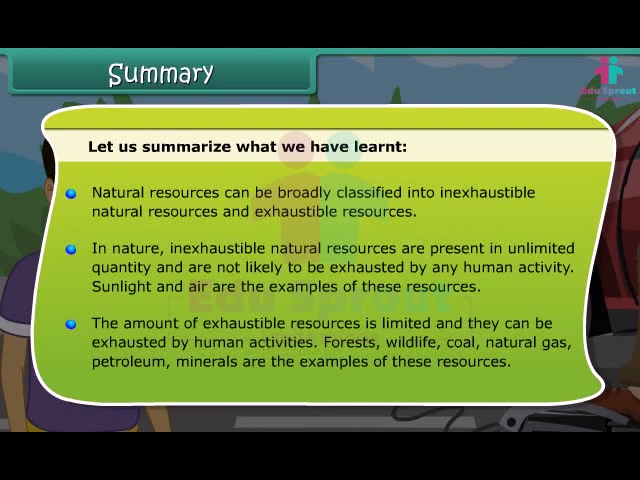 Summary
Edu Sprout
Let us summarize what we have learnt:
Natural resources can be broadly classified into inexhaustible
natural resources and exhaustible resources.
In nature, inexhaustible natural resources are present in unlimited
quantity and are not likely to be exhausted by any human activity.
Sunlight and air are the examples of these resources.
Edu Sprout
The amount of exhaustible resources is limited and they can be
exhausted by human activities. Forests, wildlife, coal, natural gas,
petroleum, minerals are the examples of these resources.